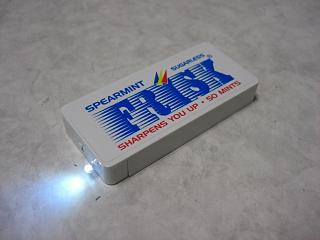 SPEARMINT SUGARLESS
FRISK®
SHARPENS YOU UP • 50 MINTS